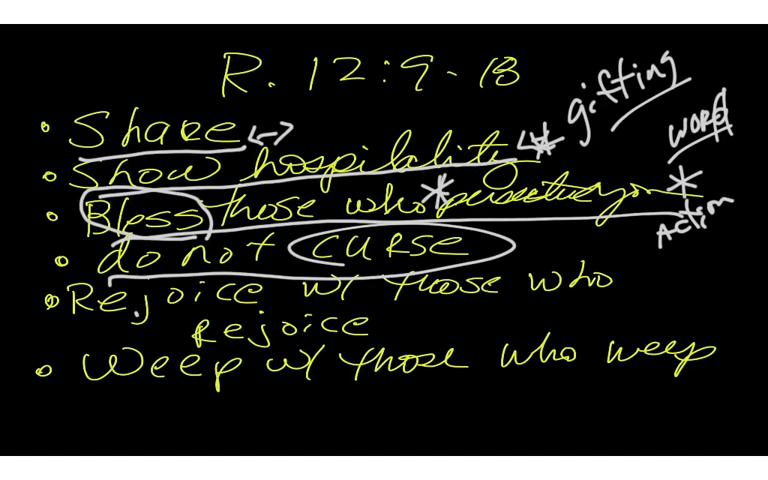 R. 12:9-18
• Share
gifting
• Show hospitality
word
• Bless those who persecute you
Action
• do not curse
• Rejoice w/ those who
rejoice
• Weep w/ those who weep